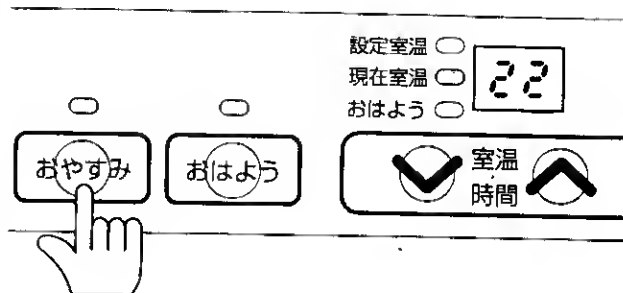 設定室温
現在室温
おはよう
22
おやすみ
おはよう
室温
時間